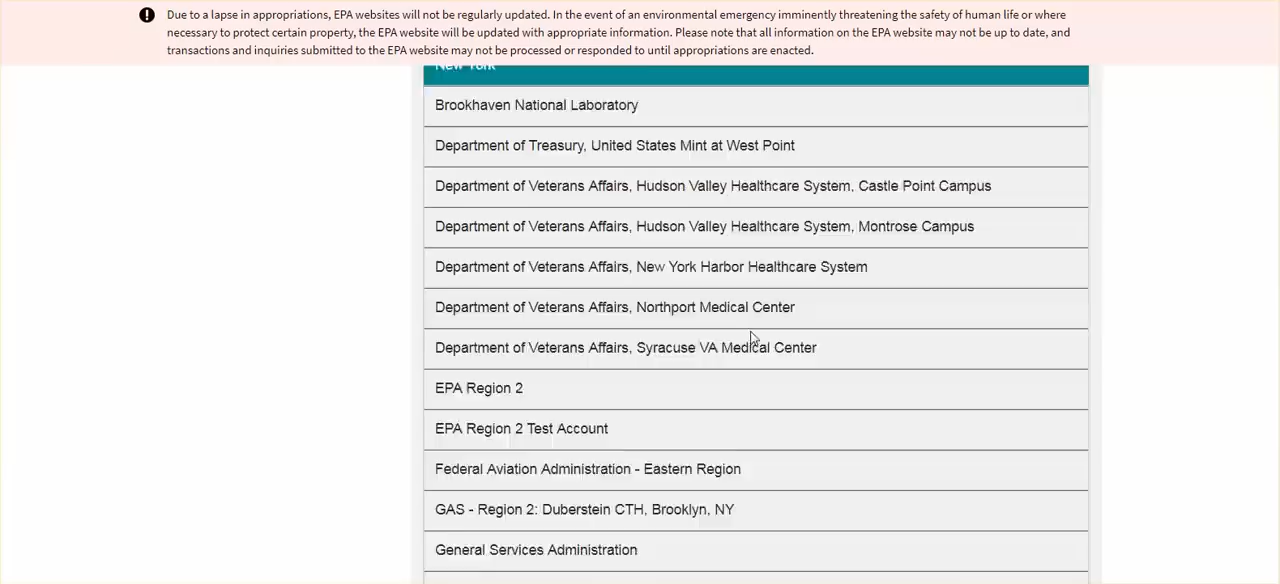 Due to a lapse in appropriations, EPA websites will not be regularly updated. In the event of an environmental emergency imminently threatening the safety of human life or where
necessary to protect certain property, the EPA website will be updated with appropriate information. Please note that all information on the EPA website may not be up to date, and
transactions and inquiries submitted to the EPA website may not be processed or responded to until appropriations are enacted.
New York
Brookhaven National Laboratory
Department of Treasury, United States Mint at West Point
Department of Veterans Affairs, Hudson Valley Healthcare System, Castle Point Campus
Department of Veterans Affairs, Hudson Valley Healthcare System, Montrose Campus
Department of Veterans Affairs, New York Harbor Healthcare System
Department of Veterans Affairs, Northport Medical Center
Department of Veterans Affairs, Syracuse VA Medical Center
EPA Region 2
EPA Region 2 Test Account
Federal Aviation Administration - Eastern Region
GAS - Region 2: Duberstein CTH, Brooklyn, NY
General Services Administration